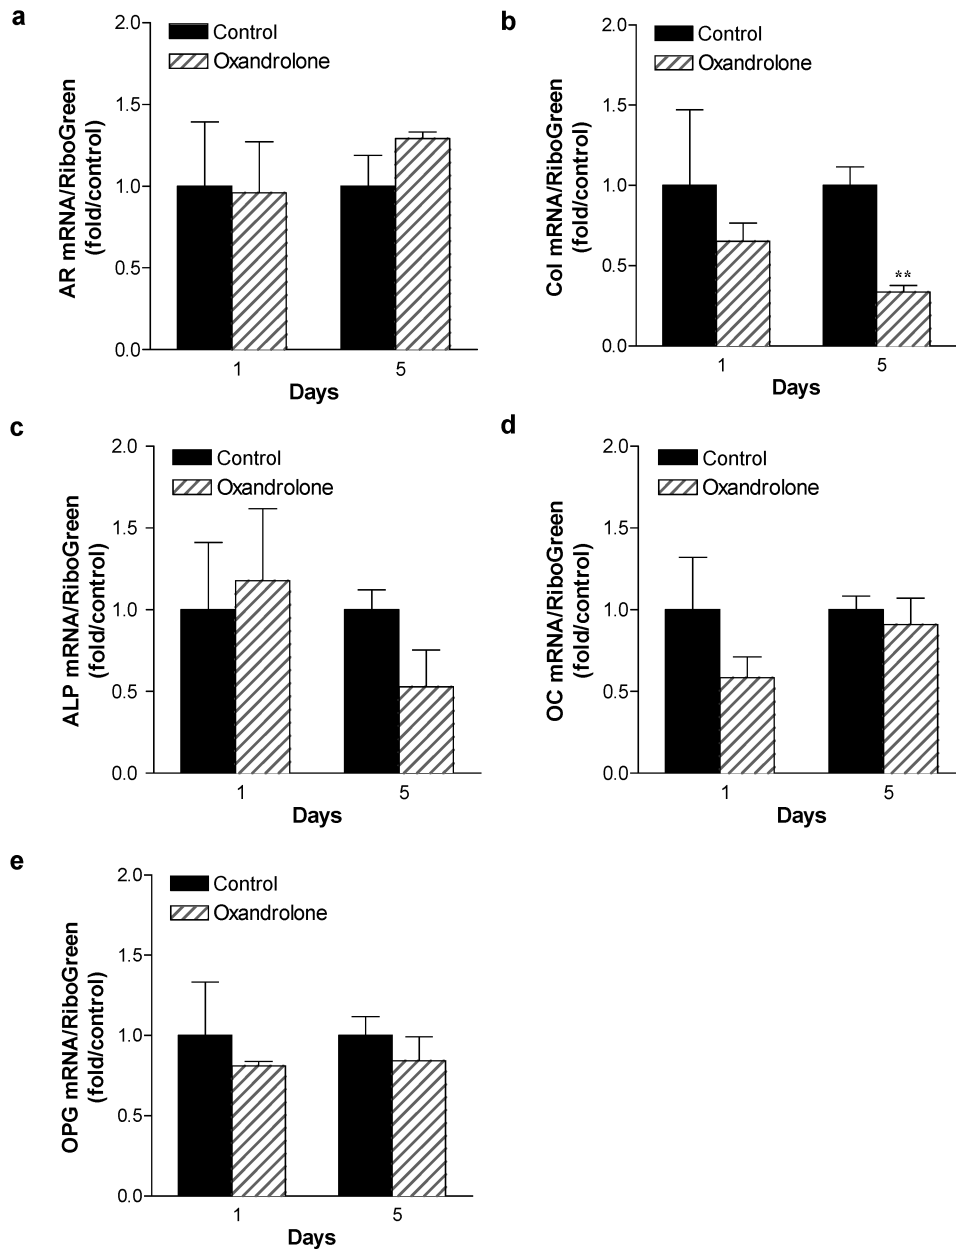 a
2.0
1.5
1.0
0.5
0.0
AR mRNA/RiboGreen
(fold/control)
Control
Oxandrolone
1
5
Days
b
2.0
1.5
1.0
0.5
0.0
Col mRNA/RiboGreen
(fold/control)
Control
Oxandrolone
**
1
5
Days
c
2.0
1.5
1.0
0.5
0.0
ALP mRNA/RiboGreen
(fold/control)
Control
Oxandrolone
1
5
Days
d
2.0
1.5
1.0
0.5
0.0
OC mRNA/RiboGreen
(fold/control)
Control
Oxandrolone
1
5
Days
e
2.0
1.5
1.0
0.5
0.0
OPG mRNA/RiboGreen
(fold/control)
Control
Oxandrolone
1
5
Days